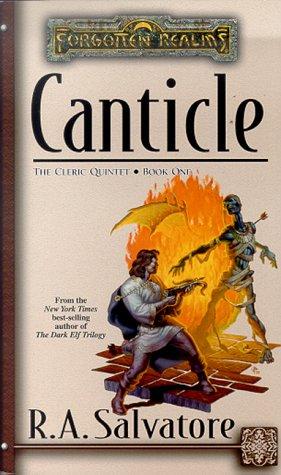 FORGOTTEN REALMS
Canticle
THE CLERIC QUINTET • BOOK ONE
From the
New York Times
best-selling
author of
The Dark Elf Trilogy
R.A. Salvatore